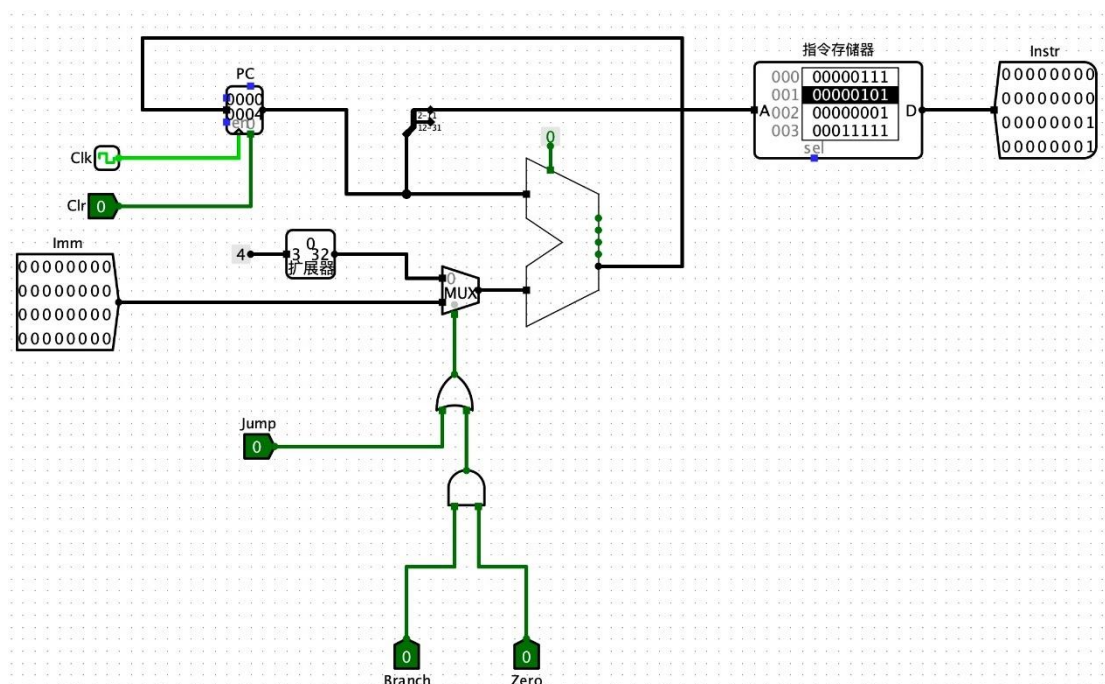 PC
0000
0004
Clk
Clr
0
Imm
00000000
00000000
00000000
00000000
4
0
3 32
扩展器
0
MUX
0
12-31
指令存储器
000 00000111
001 00000101
002 00000001
003 00011111
A
D
sel
Instr
00000000
00000000
00000001
00000001
Jump
0
0
0
Branch
Zero